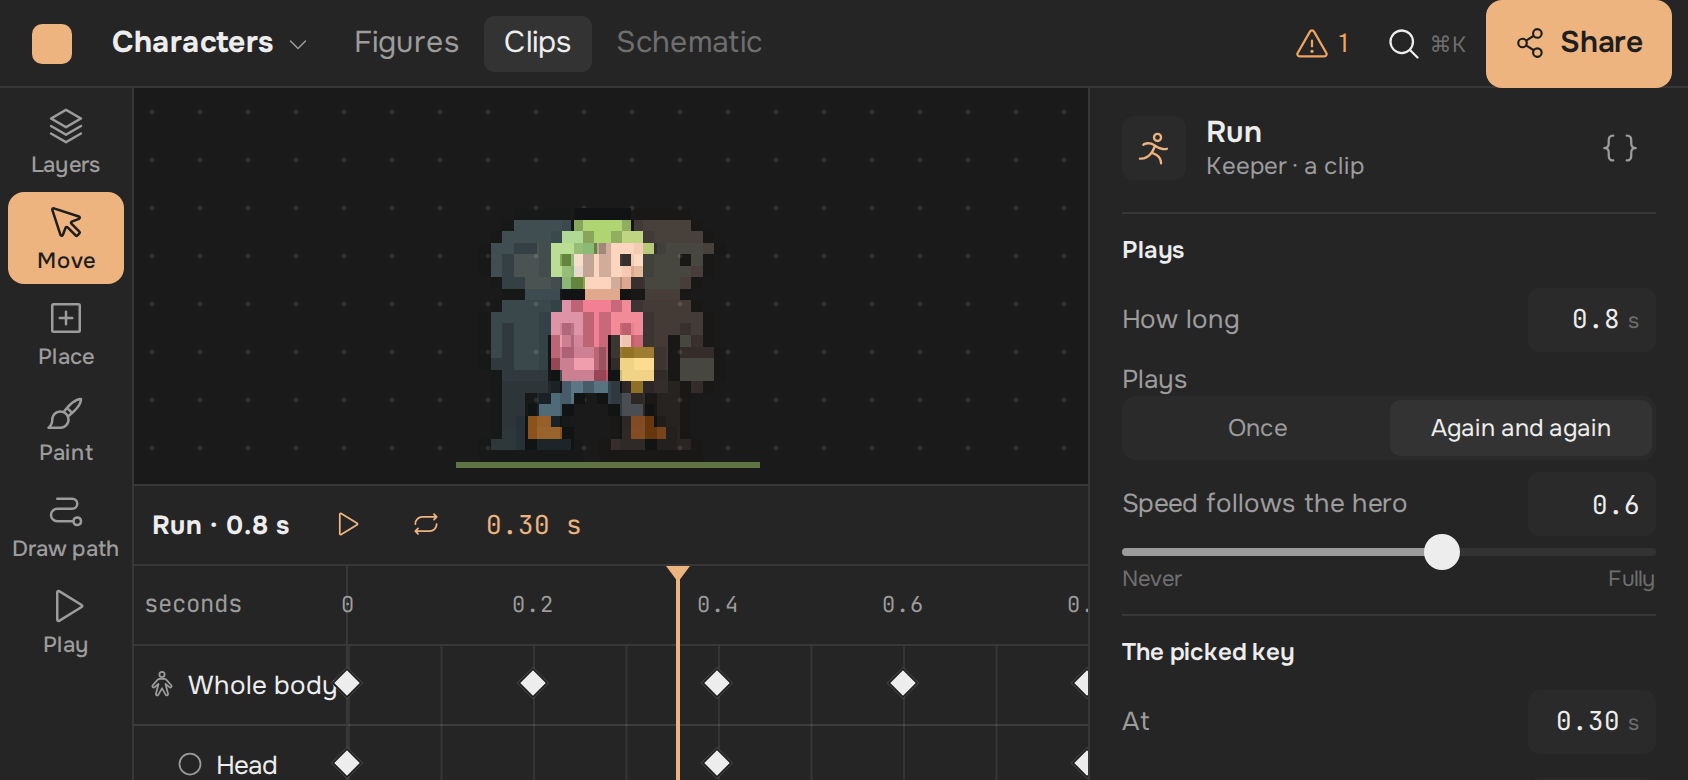 Characters Figures Clips Schematic 1 ⌘K Share
Layers
Move
Place
Paint
Draw path
Play
Run · 0.8 s 0.30 s
seconds 0 0.2 0.4 0.6 0.
Whole body
Head
Run
Keeper · a clip
Plays
How long 0.8 s
Plays
Once Again and again
Speed follows the hero 0.6
Never Fully
The picked key
At 0.30 s